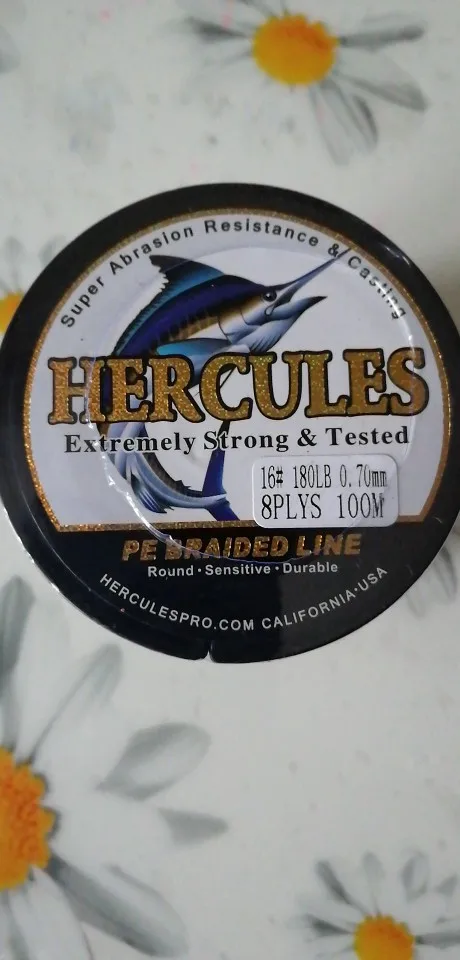 Super Abrasion Resistance & Casting
HERCULES
Extremely Strong & Tested
16# 180LB 0.70mm
8PLYS 100M
PE BRAIDED LINE
Round · Sensitive · Durable
HERCULESPRO.COM CALIFORNIA·USA